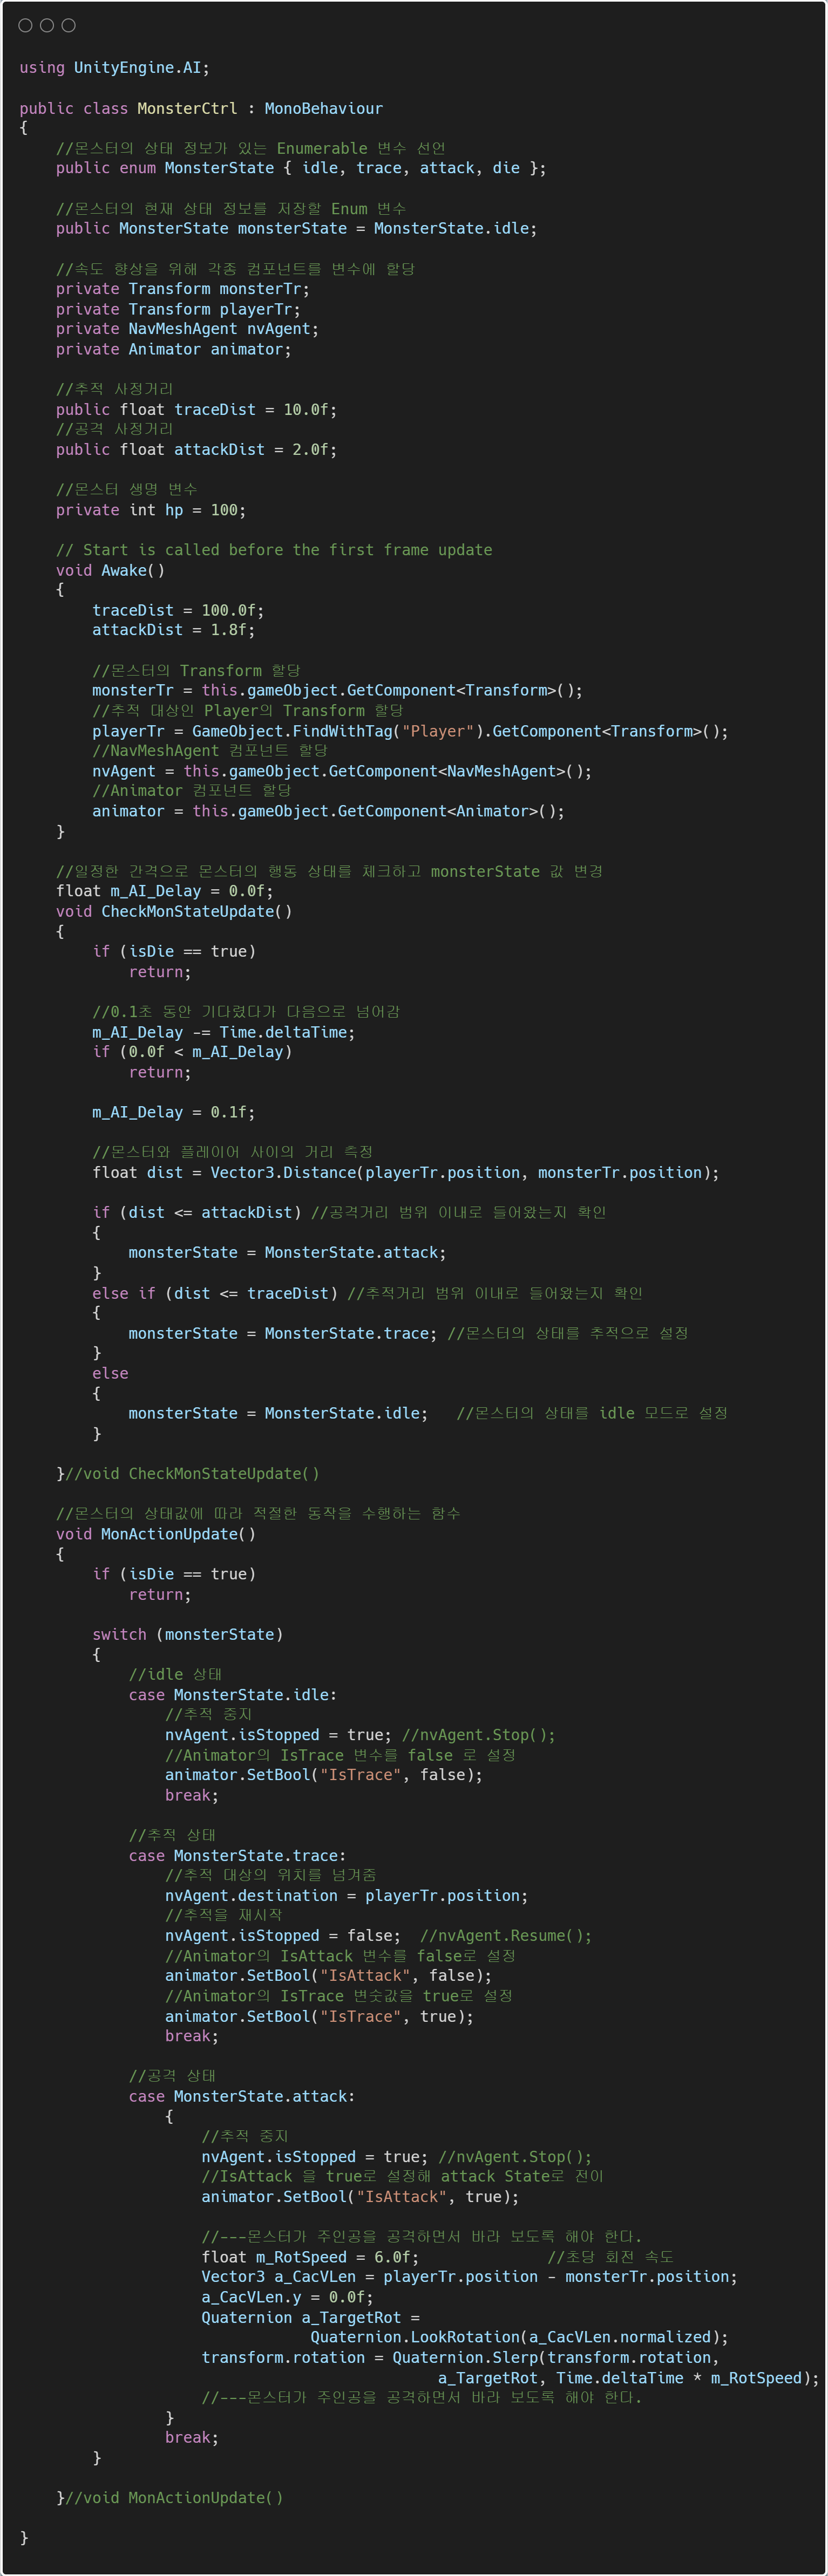 using UnityEngine.AI;
public class MonsterCtrl : MonoBehaviour
{
//몬스터의 상태 정보가 있는 Enumerable 변수 선언
public enum MonsterState { idle, trace, attack, die };
//몬스터의 현재 상태 정보를 저장할 Enum 변수
public MonsterState monsterState = MonsterState.idle;
//속도 향상을 위해 각종 컴포넌트를 변수에 할당
private Transform monsterTr;
private Transform playerTr;
private NavMeshAgent nvAgent;
private Animator animator;
//추적 사정거리
public float traceDist = 10.0f;
//공격 사정거리
public float attackDist = 2.0f;
//몬스터 생명 변수
private int hp = 100;
// Start is called before the first frame update
void Awake()
{
traceDist = 100.0f;
attackDist = 1.8f;
//몬스터의 Transform 할당
monsterTr = this.gameObject.GetComponent<Transform>();
//추적 대상인 Player의 Transform 할당
playerTr = GameObject.FindWithTag("Player").GetComponent<Transform>();
//NavMeshAgent 컴포넌트 할당
nvAgent = this.gameObject.GetComponent<NavMeshAgent>();
//Animator 컴포넌트 할당
animator = this.gameObject.GetComponent<Animator>();
}
//일정한 간격으로 몬스터의 행동 상태를 체크하고 monsterState 값 변경
float m_AI_Delay = 0.0f;
void CheckMonStateUpdate()
{
if (isDie == true)
return;
//0.1초 동안 기다렸다가 다음으로 넘어감
m_AI_Delay -= Time.deltaTime;
if (0.0f < m_AI_Delay)
return;
m_AI_Delay = 0.1f;
//몬스터와 플레이어 사이의 거리 측정
float dist = Vector3.Distance(playerTr.position, monsterTr.position);
if (dist <= attackDist) //공격거리 범위 이내로 들어왔는지 확인
{
monsterState = MonsterState.attack;
}
else if (dist <= traceDist) //추적거리 범위 이내로 들어왔는지 확인
{
monsterState = MonsterState.trace; //몬스터의 상태를 추적으로 설정
}
else
{
monsterState = MonsterState.idle;   //몬스터의 상태를 idle 모드로 설정
}
}//void CheckMonStateUpdate()
//몬스터의 상태값에 따라 적절한 동작을 수행하는 함수
void MonActionUpdate()
{
if (isDie == true)
return;
switch (monsterState)
{
//idle 상태
case MonsterState.idle:
//추적 중지
nvAgent.isStopped = true; //nvAgent.Stop();
//Animator의 IsTrace 변수를 false 로 설정
animator.SetBool("IsTrace", false);
break;
//추적 상태
case MonsterState.trace:
//추적 대상의 위치를 넘겨줌
nvAgent.destination = playerTr.position;
//추적을 재시작
nvAgent.isStopped = false;  //nvAgent.Resume();
//Animator의 IsAttack 변수를 false로 설정
animator.SetBool("IsAttack", false);
//Animator의 IsTrace 변숫값을 true로 설정
animator.SetBool("IsTrace", true);
break;
//공격 상태
case MonsterState.attack:
{
//추적 중지
nvAgent.isStopped = true; //nvAgent.Stop();
//IsAttack 을 true로 설정해 attack State로 전이
animator.SetBool("IsAttack", true);
//---몬스터가 주인공을 공격하면서 바라 보도록 해야 한다.
float m_RotSpeed = 6.0f;              //초당 회전 속도
Vector3 a_CacVLen = playerTr.position - monsterTr.position;
a_CacVLen.y = 0.0f;
Quaternion a_TargetRot =
Quaternion.LookRotation(a_CacVLen.normalized);
transform.rotation = Quaternion.Slerp(transform.rotation,
a_TargetRot, Time.deltaTime * m_RotSpeed);
//---몬스터가 주인공을 공격하면서 바라 보도록 해야 한다.
}
break;
}
}//void MonActionUpdate()
}